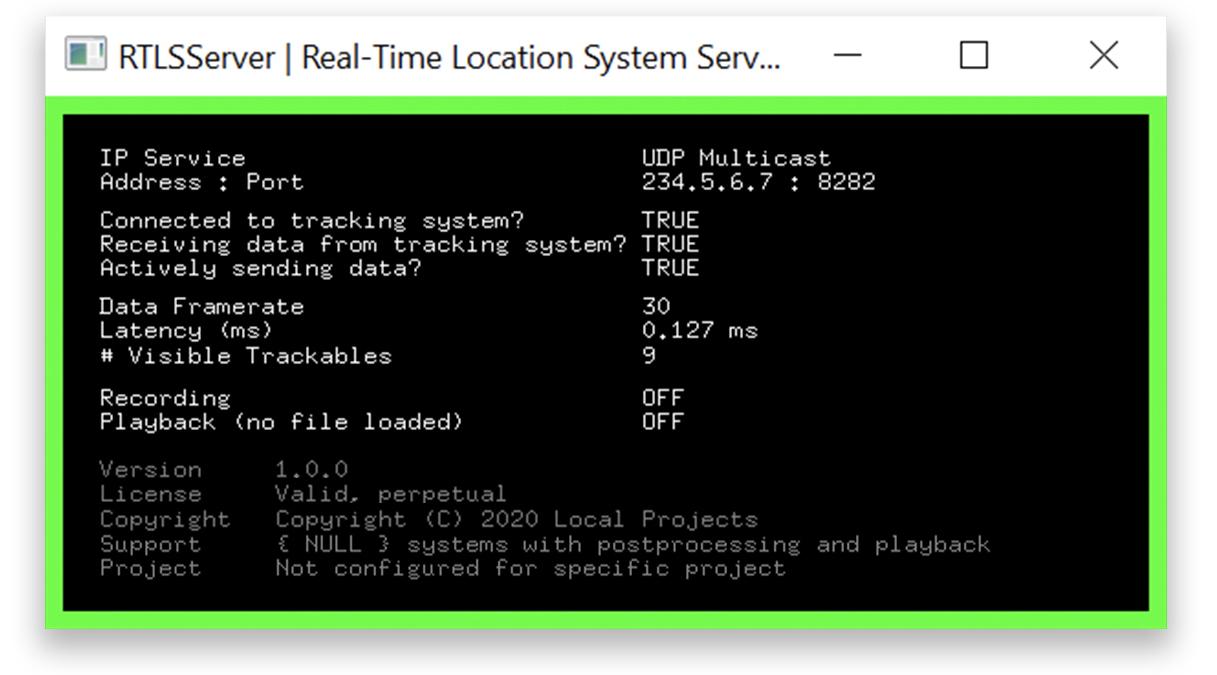 RTLSServer | Real-Time Location System Serv...
IP Service UDP Multicast
Address : Port 234.5.6.7 : 8282
Connected to tracking system? TRUE
Receiving data from tracking system? TRUE
Actively sending data? TRUE
Data Framerate 30
Latency (ms) 0.127 ms
# Visible Trackables 9
Recording OFF
Playback (no file loaded) OFF
Version 1.0.0
License Valid, perpetual
Copyright Copyright (C) 2020 Local Projects
Support { NULL } systems with postprocessing and playback
Project Not configured for specific project